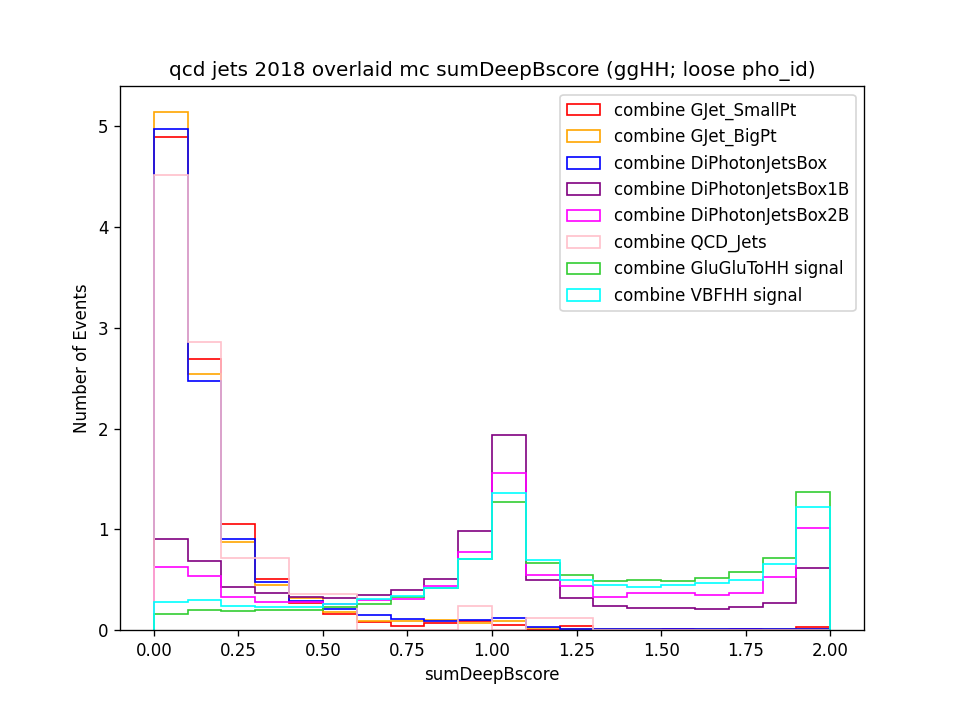 qcd jets 2018 overlaid mc sumDeepBscore (ggHH; loose pho_id)
combine GJet_SmallPt
combine GJet_BigPt
combine DiPhotonJetsBox
combine DiPhotonJetsBox1B
combine DiPhotonJetsBox2B
combine QCD_Jets
combine GluGluToHH signal
combine VBFHH signal
Number of Events
5
4
3
2
1
0
0.00 0.25 0.50 0.75 1.00 1.25 1.50 1.75 2.00
sumDeepBscore